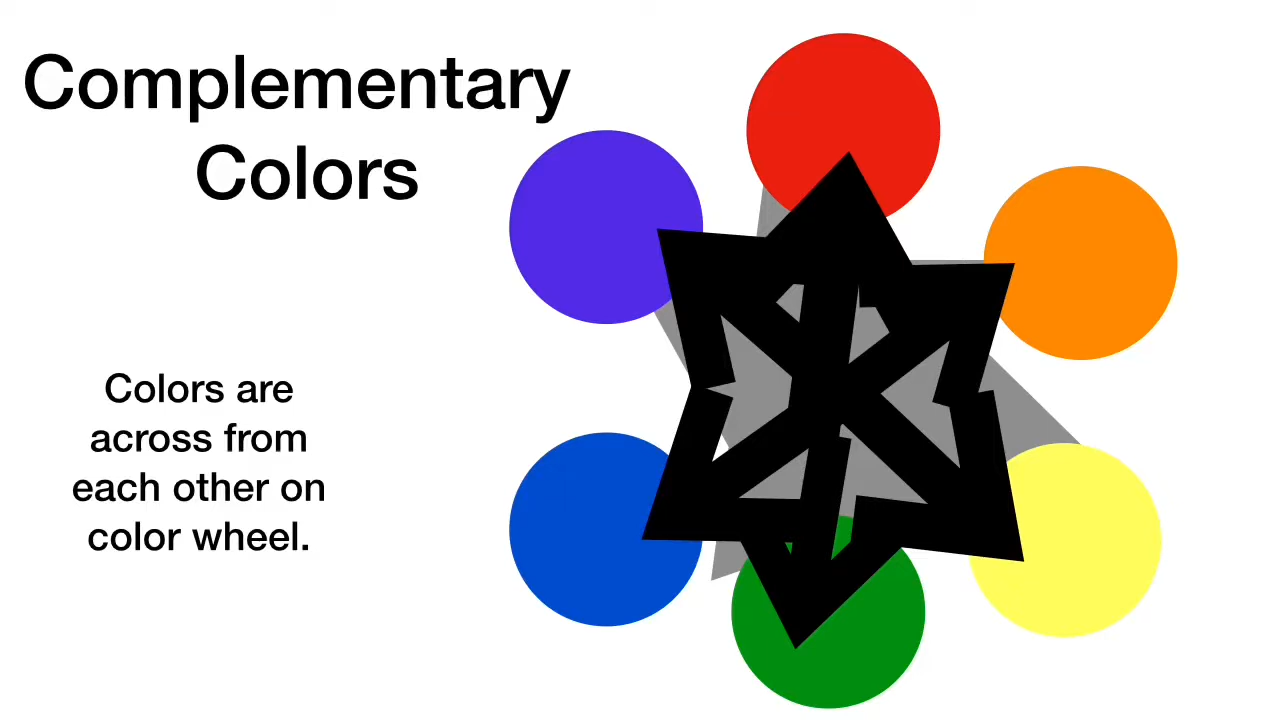 Complementary
Colors
Colors are
across from
each other on
color wheel.